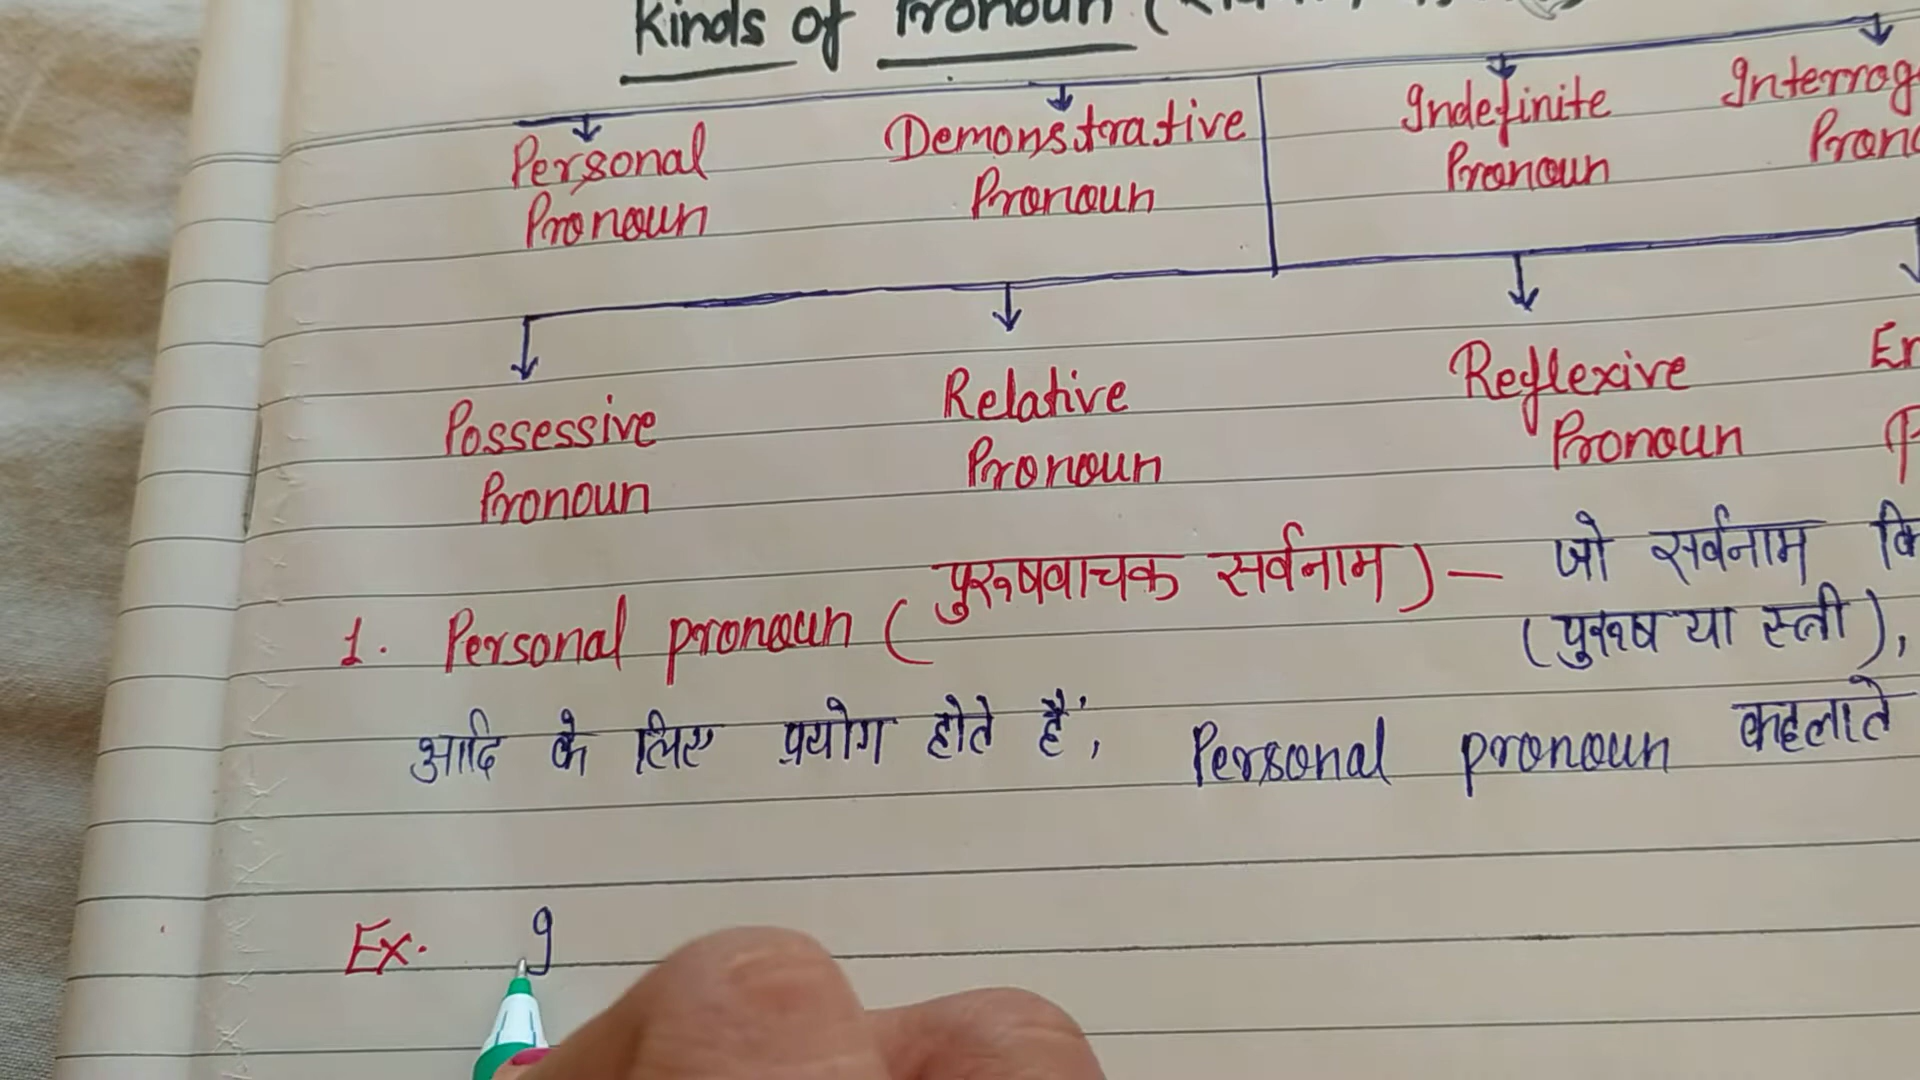 Kinds of Pronoun (
Personal Demonstrative Indefinite
Pronoun Pronoun Pronoun
Possessive Relative Reflexive
Pronoun Pronoun Pronoun
1. Personal pronoun (पुरूषवाचक सर्वनाम) – जो सर्वनाम
(पुरूष या स्त्री),
आदि के लिए प्रयोग होते हैं, Personal pronoun कहलाते
Ex. I